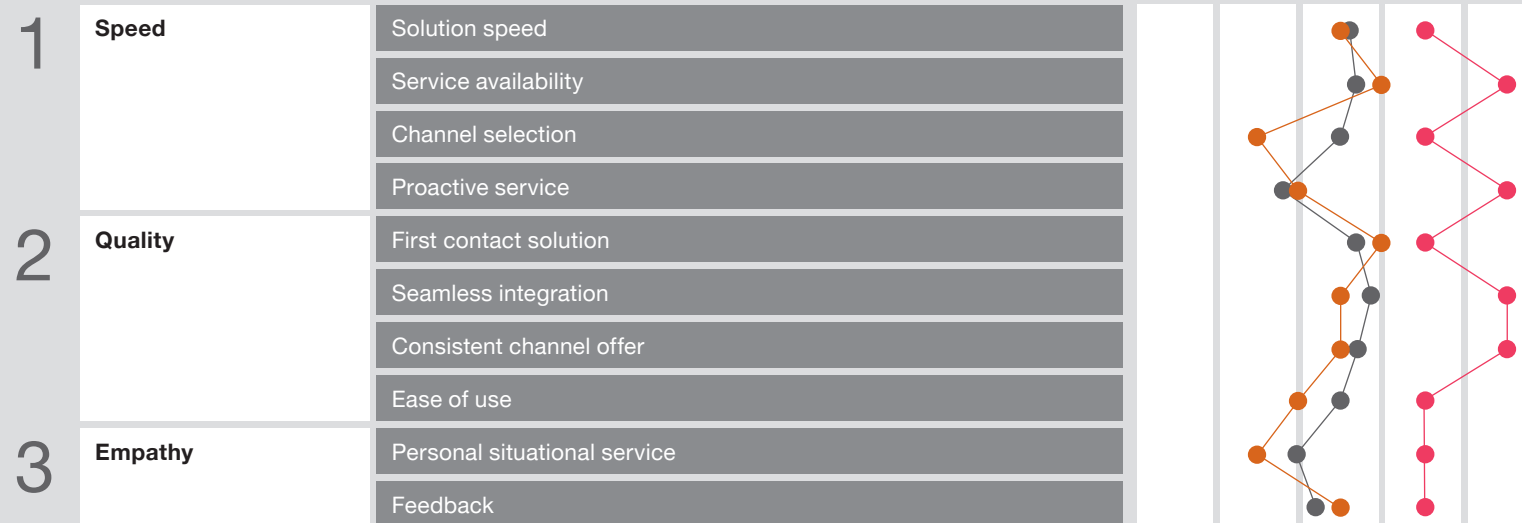 1
Speed
Solution speed
Service availability
Channel selection
Proactive service
2
Quality
First contact solution
Seamless integration
Consistent channel offer
Ease of use
3
Empathy
Personal situational service
Feedback